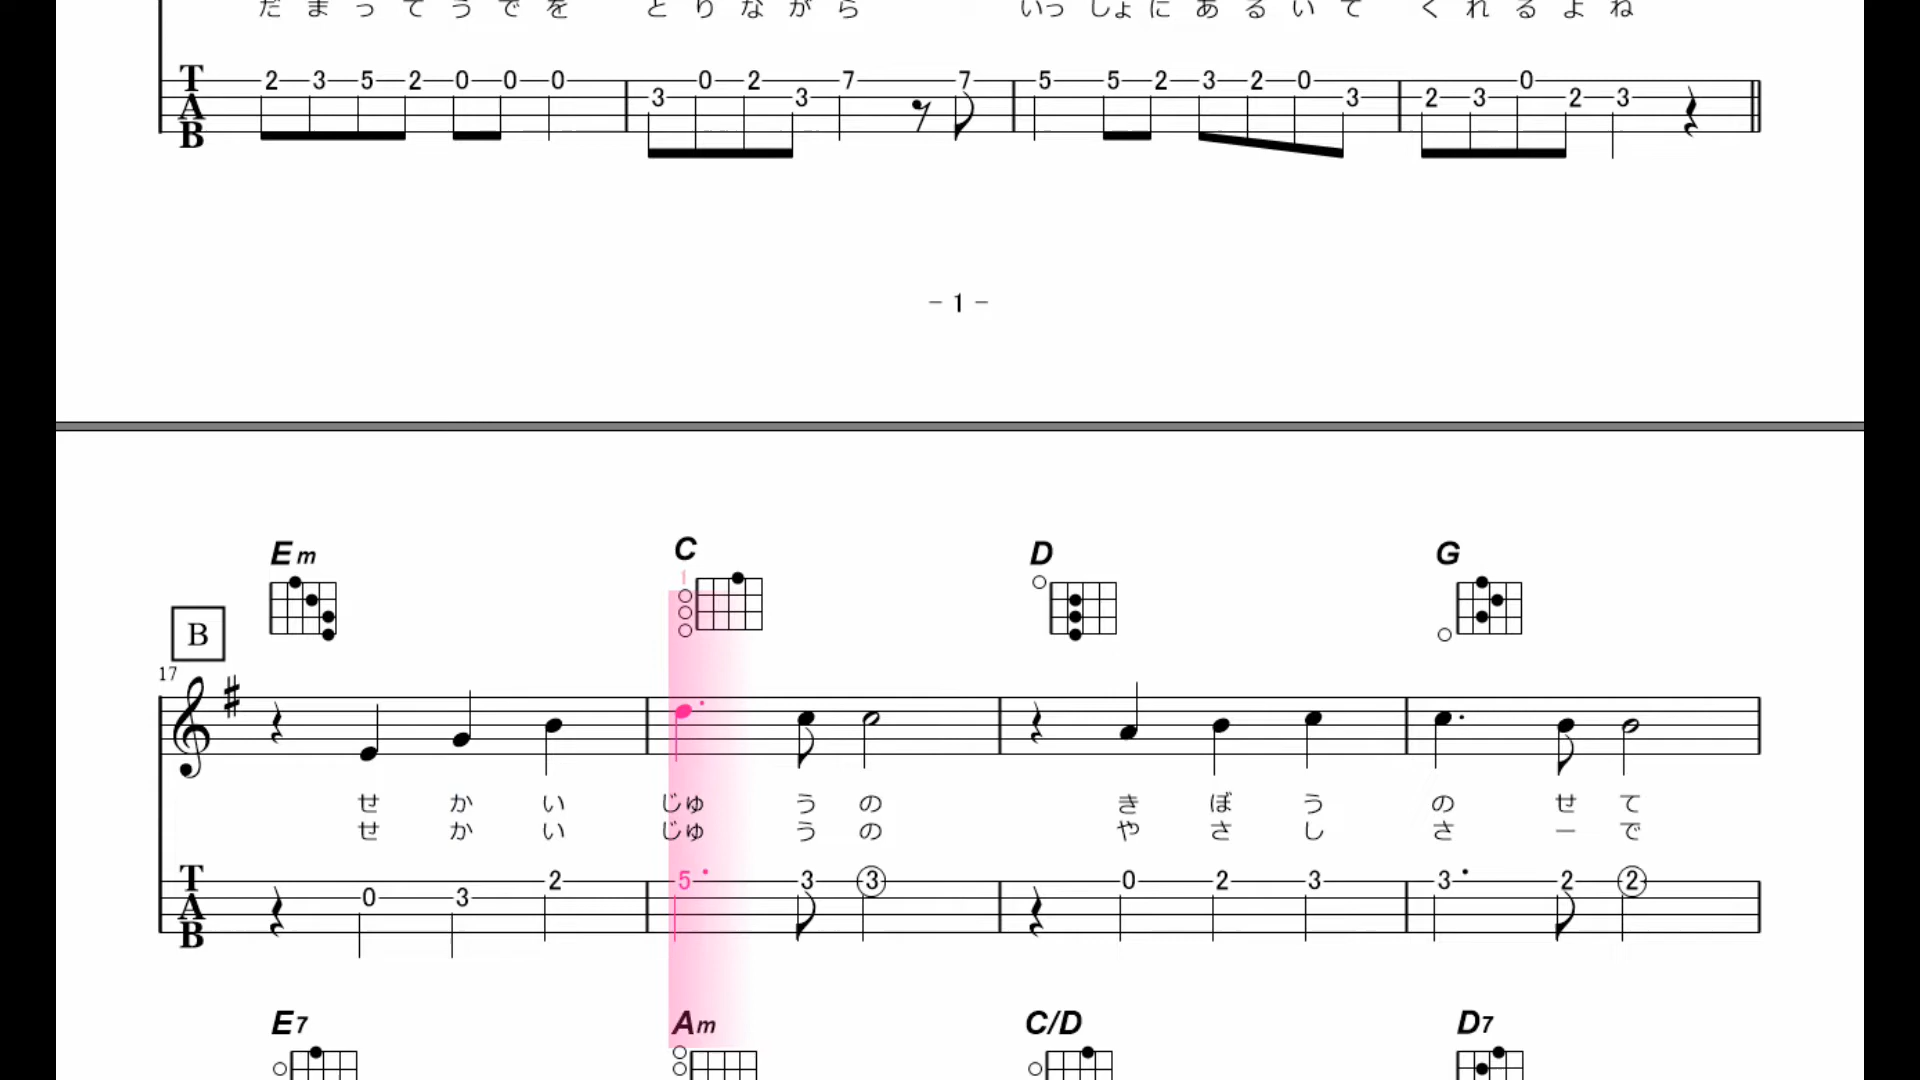 だ ま っ て う で を と り な が ら いっ しょ に あ る い て く れ る よ ね
T A B 2 3 5 2 0 0 0 3 0 2 3 7 7 5 5 2 3 2 0 3 2 3 0 2 3
- 1 -
Em C D G
1
B
17
せ か い じゅ う の き ぼ う の せ て
せ か い じゅ う の や さ し さ ー で
T A B 0 3 2 5 3 3 0 2 3 3 2 2
E7 Am C/D D7